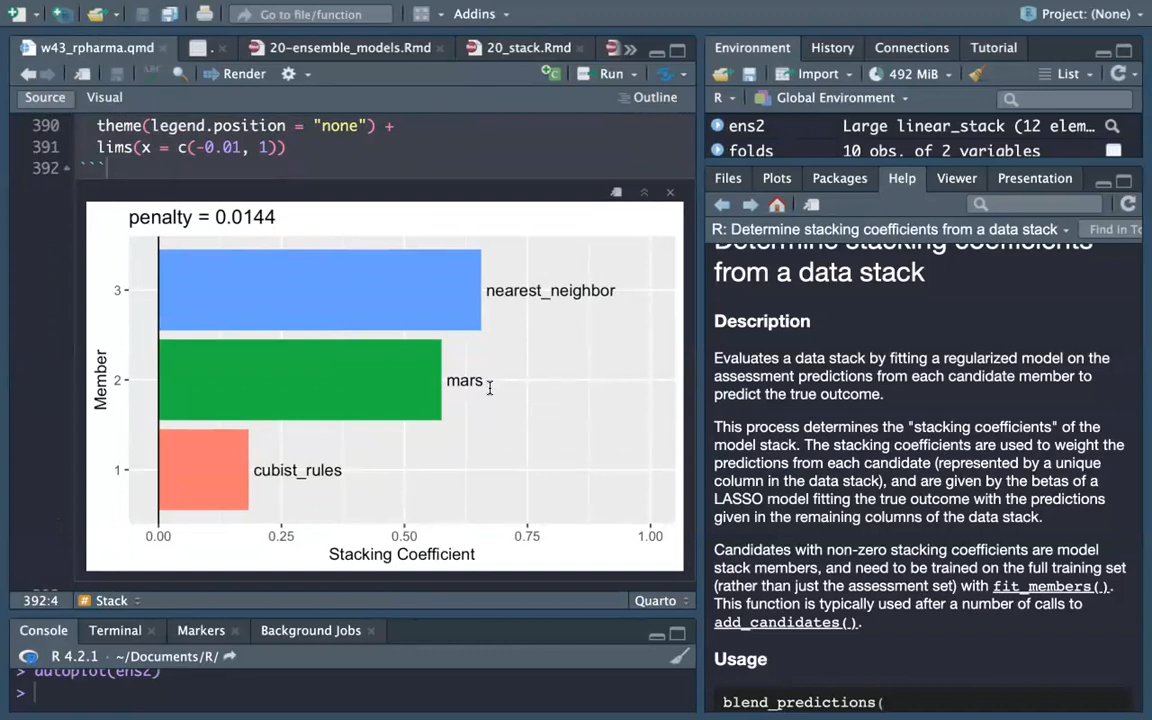 Go to file/function
Addins
Project: (None)
w43_rpharma.qmd
20-ensemble_models.Rmd
20_stack.Rmd
Render
Run
Source
Visual
Outline
390 theme(legend.position = "none") +
391 lims(x = c(-0.01, 1))
392 ```
penalty = 0.0144
3
nearest_neighbor
Member
2
mars
1
cubist_rules
0.00 0.25 0.50 0.75 1.00
Stacking Coefficient
392:4
# Stack
Quarto
Console Terminal Markers Background Jobs
R 4.2.1 · ~/Documents/R/
> autoplot(ens2)
>
Environment History Connections Tutorial
Import 492 MiB List
R Global Environment
ens2 Large linear_stack (12 elem…
folds 10 obs. of 2 variables
Files Plots Packages Help Viewer Presentation
R: Determine stacking coefficients from a data stack
Find in To
Determine stacking coefficients
from a data stack
Description
Evaluates a data stack by fitting a regularized model on the
assessment predictions from each candidate member to
predict the true outcome.
This process determines the "stacking coefficients" of the
model stack. The stacking coefficients are used to weight the
predictions from each candidate (represented by a unique
column in the data stack), and are given by the betas of a
LASSO model fitting the true outcome with the predictions
given in the remaining columns of the data stack.
Candidates with non-zero stacking coefficients are model
stack members, and need to be trained on the full training set
(rather than just the assessment set) with fit_members().
This function is typically used after a number of calls to
add_candidates().
Usage
blend_predictions(